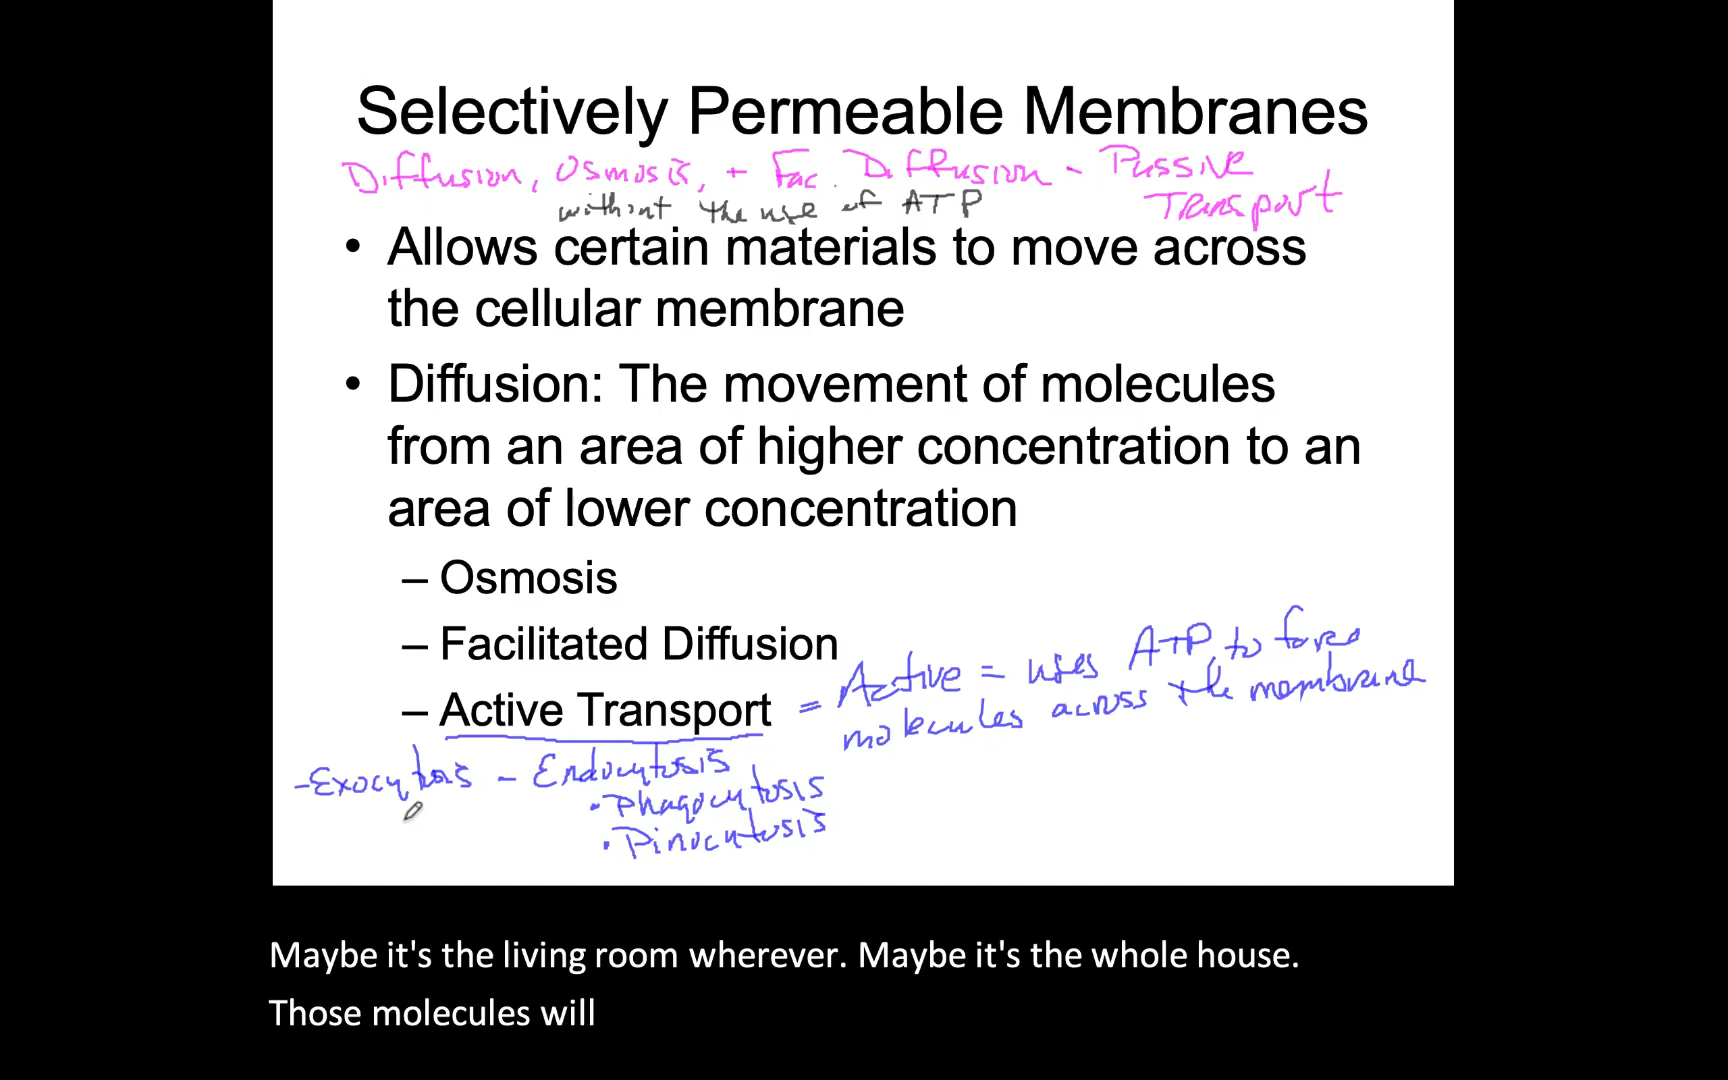 Selectively Permeable Membranes
Diffusion, Osmosis, + Fac. Diffusion - Passive
Transport
without the use of ATP
• Allows certain materials to move across
the cellular membrane
• Diffusion: The movement of molecules
from an area of higher concentration to an
area of lower concentration
– Osmosis
– Facilitated Diffusion
– Active Transport = Active = uses ATP to force
molecules across the membrane
- Exocytosis - Endocytosis
• Phagocytosis
• Pinocytosis
Maybe it's the living room wherever. Maybe it's the whole house.
Those molecules will